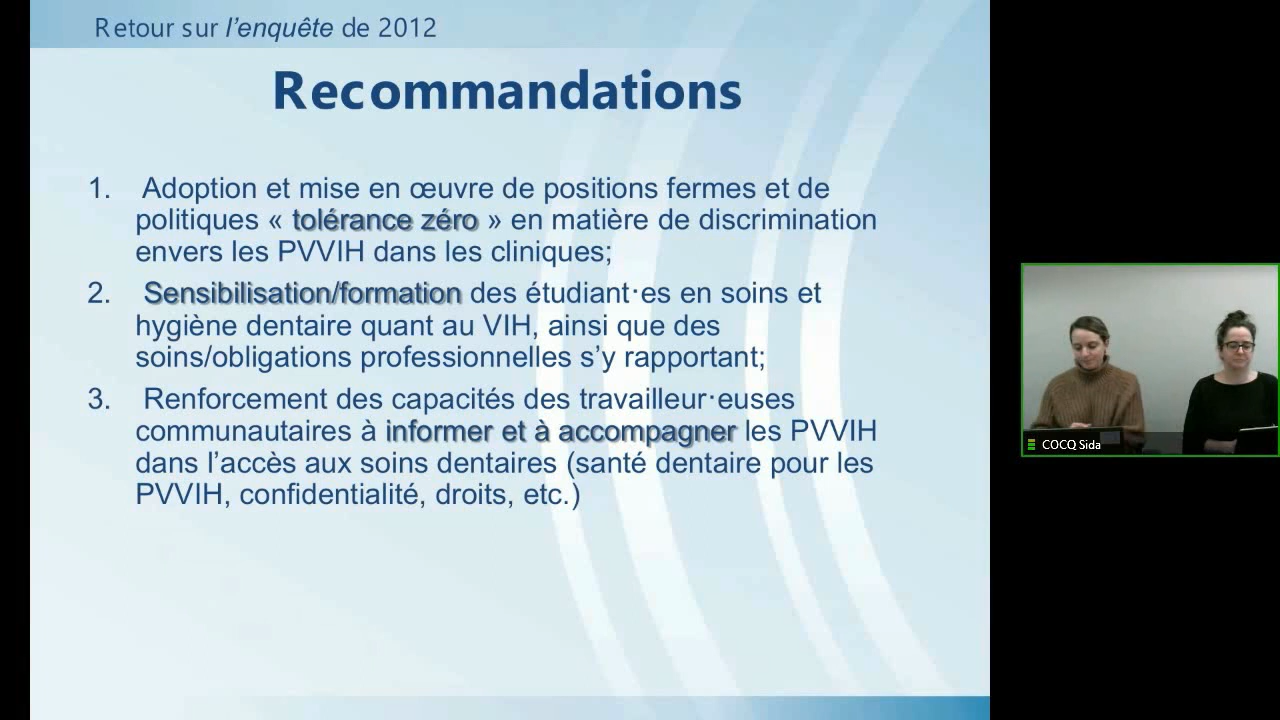 Retour sur l’enquête de 2012
Recommandations
1. Adoption et mise en œuvre de positions fermes et de
politiques « tolérance zéro » en matière de discrimination
envers les PVVIH dans les cliniques;
2. Sensibilisation/formation des étudiant·es en soins et
hygiène dentaire quant au VIH, ainsi que des
soins/obligations professionnelles s’y rapportant;
3. Renforcement des capacités des travailleur·euses
communautaires à informer et à accompagner les PVVIH
dans l’accès aux soins dentaires (santé dentaire pour les
PVVIH, confidentialité, droits, etc.)
COCQ Sida